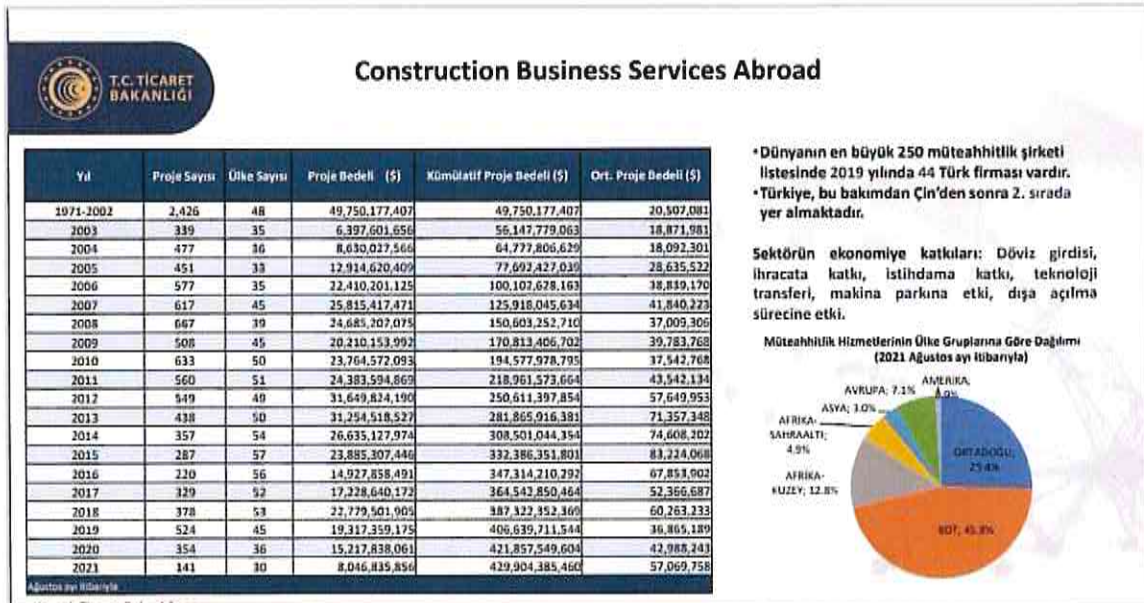 T.C. TİCARET
BAKANLIĞI
Construction Business Services Abroad
Yıl Proje Sayısı Ülke Sayısı Proje Bedeli ($) Kümülatif Proje Bedeli ($) Ort. Proje Bedeli ($)
1971-2002 2,426 48 49,750,177,407 49,750,177,407 20,507,081
2003 339 35 6,397,601,656 56,147,779,063 18,871,981
2004 477 36 8,630,027,566 64,777,806,629 18,092,301
2005 451 33 12,914,620,409 77,692,427,039 28,635,522
2006 577 35 22,410,201,125 100,102,628,163 38,839,170
2007 617 45 25,815,417,471 125,918,045,634 41,840,223
2008 667 39 24,685,207,075 150,603,252,710 37,009,306
2009 508 45 20,210,153,992 170,813,406,702 39,783,768
2010 633 50 23,764,572,093 194,577,978,795 37,542,768
2011 560 51 24,383,594,869 218,961,573,664 43,542,134
2012 549 49 31,649,824,190 250,611,397,854 57,649,953
2013 438 50 31,254,518,527 281,865,916,381 71,357,348
2014 357 54 26,635,127,974 308,501,044,354 74,608,202
2015 287 57 23,885,307,446 332,386,351,801 83,224,068
2016 220 56 14,927,858,491 347,314,210,292 67,853,902
2017 329 52 17,228,640,172 364,542,850,464 52,366,687
2018 378 53 22,779,501,905 387,322,352,369 60,263,233
2019 524 45 19,317,359,175 406,639,711,544 36,865,189
2020 354 36 15,217,838,061 421,857,549,604 42,988,243
2021 141 30 8,046,835,856 429,904,385,460 57,069,758
Ağustos ayı itibarıyla
•Dünyanın en büyük 250 müteahhitlik şirketi
listesinde 2019 yılında 44 Türk firması vardır.
•Türkiye, bu bakımdan Çin'den sonra 2. sırada
yer almaktadır.
Sektörün ekonomiye katkıları: Döviz girdisi,
ihracata katkı, istihdama katkı, teknoloji
transferi, makina parkına etki, dışa açılma
sürecine etki.
Müteahhitlik Hizmetlerinin Ülke Gruplarına Göre Dağılımı
(2021 Ağustos ayı itibarıyla)
AMERİKA;
AVRUPA; 7.1%
ASYA; 3.0%
AFRİKA-
SAHRAALTI;
4.9%
AFRİKA-
KUZEY; 12.8%
ORTADOĞU;
25.4%
BDT; 45.8%